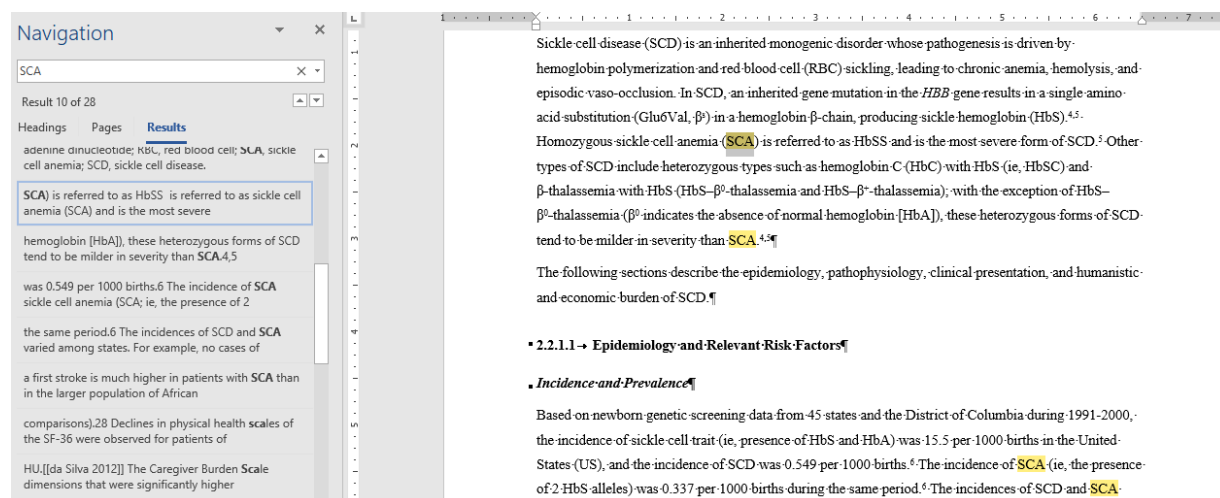 Navigation
SCA
Result 10 of 28
Headings Pages Results
adenine dinucleotide; RBC, red blood cell; SCA, sickle
cell anemia; SCD, sickle cell disease.
SCA) is referred to as HbSS is referred to as sickle cell
anemia (SCA) and is the most severe
hemoglobin [HbA]), these heterozygous forms of SCD
tend to be milder in severity than SCA.4,5
was 0.549 per 1000 births.6 The incidence of SCA
sickle cell anemia (SCA; ie, the presence of 2
the same period.6 The incidences of SCD and SCA
varied among states. For example, no cases of
a first stroke is much higher in patients with SCA than
in the larger population of African
comparisons).28 Declines in physical health scales of
the SF-36 were observed for patients of
HU.[[da Silva 2012]] The Caregiver Burden Scale
dimensions that were significantly higher
L
1 1 2 3 4 5 6 7
1
2
3
4
5
Sickle·cell·disease·(SCD)·is·an·inherited·monogenic·disorder·whose·pathogenesis·is·driven·by·
hemoglobin·polymerization·and·red·blood·cell·(RBC)·sickling,·leading·to·chronic·anemia,·hemolysis,·and·
episodic·vaso-occlusion.·In·SCD,·an·inherited·gene·mutation·in·the·HBB·gene·results·in·a·single·amino·
acid·substitution·(Glu6Val,·βˢ)·in·a·hemoglobin·β-chain,·producing·sickle·hemoglobin·(HbS).⁴,⁵·
Homozygous·sickle·cell·anemia·(SCA)·is·referred·to·as·HbSS·and·is·the·most·severe·form·of·SCD.⁵·Other·
types·of·SCD·include·heterozygous·types·such·as·hemoglobin·C·(HbC)·with·HbS·(ie,·HbSC)·and·
β-thalassemia·with·HbS·(HbS–β⁰-thalassemia·and·HbS–β⁺-thalassemia);·with·the·exception·of·HbS–
β⁰-thalassemia·(β⁰·indicates·the·absence·of·normal·hemoglobin·[HbA]),·these·heterozygous·forms·of·SCD·
tend·to·be·milder·in·severity·than·SCA.⁴,⁵¶
The·following·sections·describe·the·epidemiology,·pathophysiology,·clinical·presentation,·and·humanistic·
and·economic·burden·of·SCD.¶
2.2.1.1→ Epidemiology·and·Relevant·Risk·Factors¶
Incidence·and·Prevalence¶
Based·on·newborn·genetic·screening·data·from·45·states·and·the·District·of·Columbia·during·1991-2000,·
the·incidence·of·sickle·cell·trait·(ie,·presence·of·HbS·and·HbA)·was·15.5·per·1000·births·in·the·United·
States·(US),·and·the·incidence·of·SCD·was·0.549·per·1000·births.⁶·The·incidence·of·SCA·(ie,·the·presence·
of·2·HbS·alleles)·was·0.337·per·1000·births·during·the·same·period.⁶·The·incidences·of·SCD·and·SCA·